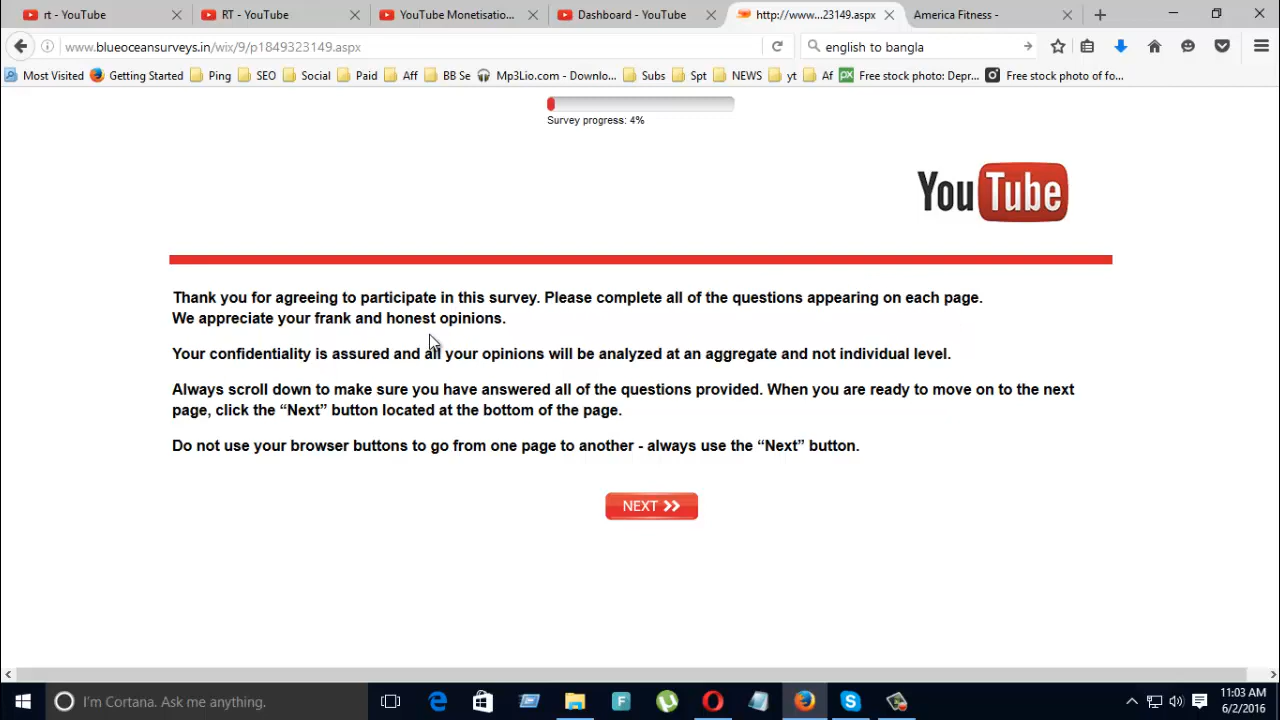 rt - YouTube
RT - YouTube
YouTube Monetisatio...
Dashboard - YouTube
http://www...23149.aspx
America Fitness -
www.blueoceansurveys.in/wix/9/p1849323149.aspx
english to bangla
Most Visited
Getting Started
Ping
SEO
Social
Paid
Aff
BB Se
Mp3Lio.com - Downlo...
Subs
Spt
NEWS
yt
Af
Free stock photo: Depr...
Free stock photo of fo...
Survey progress: 4%
YouTube
Thank you for agreeing to participate in this survey. Please complete all of the questions appearing on each page.
We appreciate your frank and honest opinions.
Your confidentiality is assured and all your opinions will be analyzed at an aggregate and not individual level.
Always scroll down to make sure you have answered all of the questions provided. When you are ready to move on to the next
page, click the “Next” button located at the bottom of the page.
Do not use your browser buttons to go from one page to another - always use the “Next” button.
NEXT
I'm Cortana. Ask me anything.
11:03 AM
6/2/2016